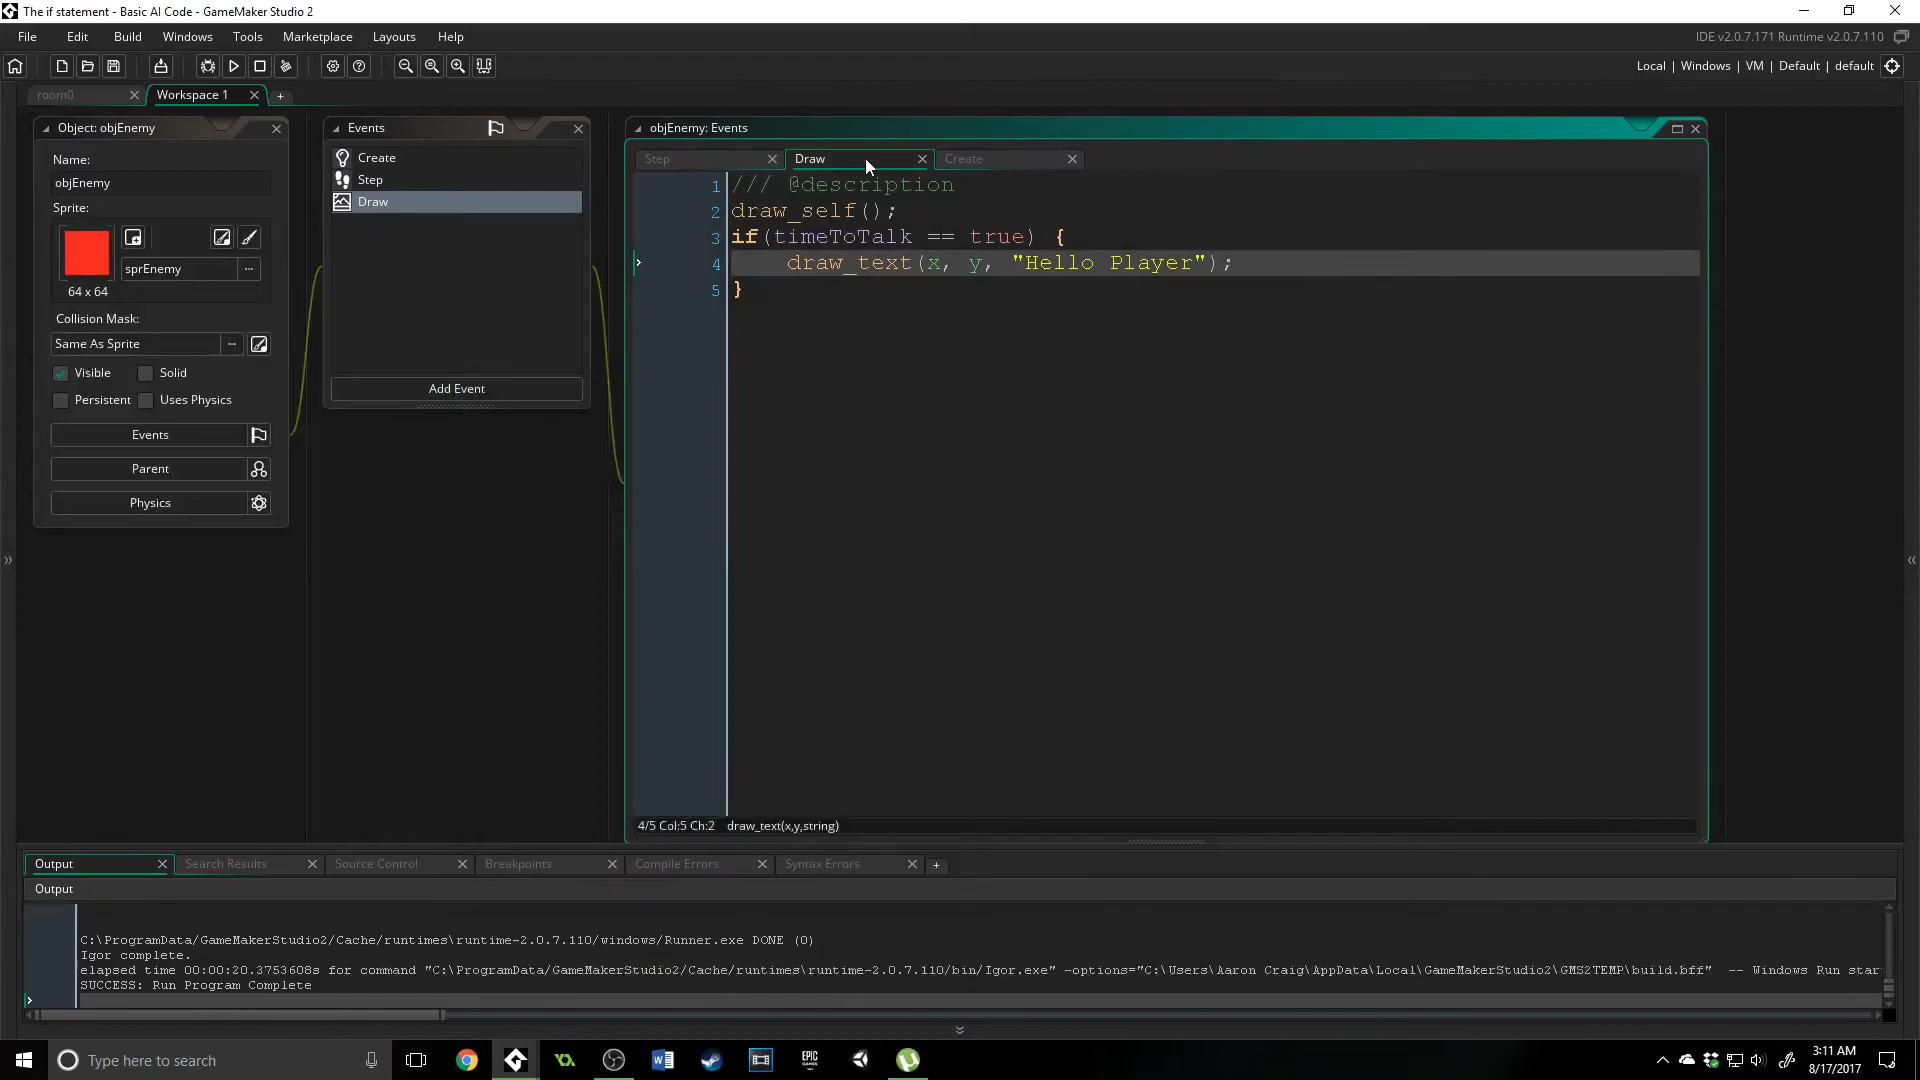 The if statement - Basic AI Code - GameMaker Studio 2
File Edit Build Windows Tools Marketplace Layouts Help
IDE v2.0.7.171 Runtime v2.0.7.110
Local | Windows | VM | Default | default
room0
Workspace 1
Object: objEnemy
Name:
objEnemy
Sprite:
sprEnemy
64 x 64
Collision Mask:
Same As Sprite
Visible Solid
Persistent Uses Physics
Events
Parent
Physics
Events
Create
Step
Draw
Add Event
objEnemy: Events
Step Draw Create
1 /// @description
2 draw_self();
3 if(timeToTalk == true) {
4 draw_text(x, y, "Hello Player");
5 }
4/5 Col:5 Ch:2 draw_text(x,y,string)
Output Search Results Source Control Breakpoints Compile Errors Syntax Errors
Output
C:\ProgramData/GameMakerStudio2/Cache/runtimes\runtime-2.0.7.110/windows/Runner.exe DONE (0)
Igor complete.
elapsed time 00:00:20.3753608s for command "C:\ProgramData/GameMakerStudio2/Cache/runtimes\runtime-2.0.7.110/bin/Igor.exe" -options="C:\Users\Aaron Craig\AppData\Local\GameMakerStudio2\GMS2TEMP\build.bff" -- Windows Run star
SUCCESS: Run Program Complete
Type here to search
EPIC
GAMES
3:11 AM
8/17/2017